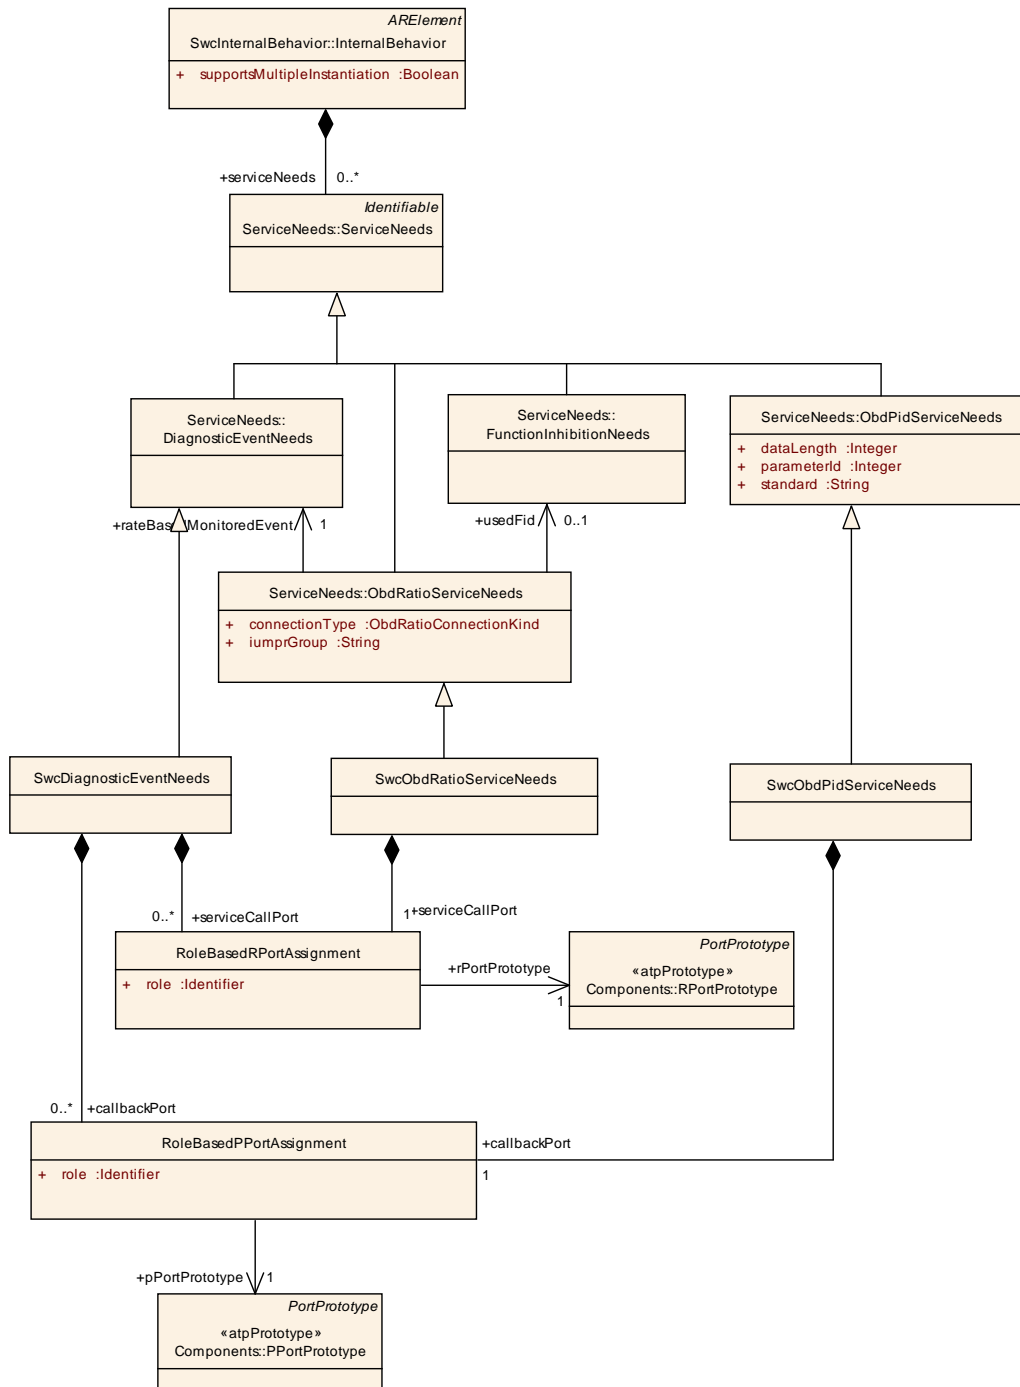 ARElement
SwcInternalBehavior::InternalBehavior
+ supportsMultipleInstantiation :Boolean
+serviceNeeds 0..*
Identifiable
ServiceNeeds::ServiceNeeds
ServiceNeeds::
DiagnosticEventNeeds
ServiceNeeds::
FunctionInhibitionNeeds
ServiceNeeds::ObdPidServiceNeeds
+ dataLength :Integer
+ parameterId :Integer
+ standard :String
+rateBasedMonitoredEvent 1
+usedFid 0..1
ServiceNeeds::ObdRatioServiceNeeds
+ connectionType :ObdRatioConnectionKind
+ iumprGroup :String
SwcDiagnosticEventNeeds
SwcObdRatioServiceNeeds
SwcObdPidServiceNeeds
0..* +serviceCallPort
1 +serviceCallPort
RoleBasedRPortAssignment
+ role :Identifier
+rPortPrototype
1
PortPrototype
«atpPrototype»
Components::RPortPrototype
0..* +callbackPort
RoleBasedPPortAssignment
+ role :Identifier
+callbackPort
1
+pPortPrototype 1
PortPrototype
«atpPrototype»
Components::PPortPrototype